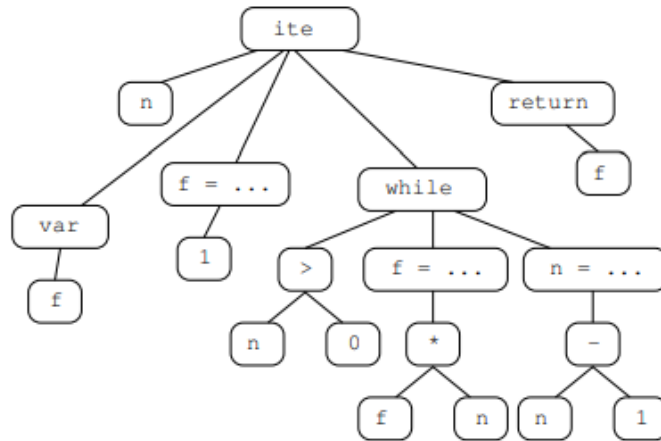 ite
n
return
f = ...
f
while
var
1
>
f = ...
n = ...
f
n
0
*
-
f
n
n
1